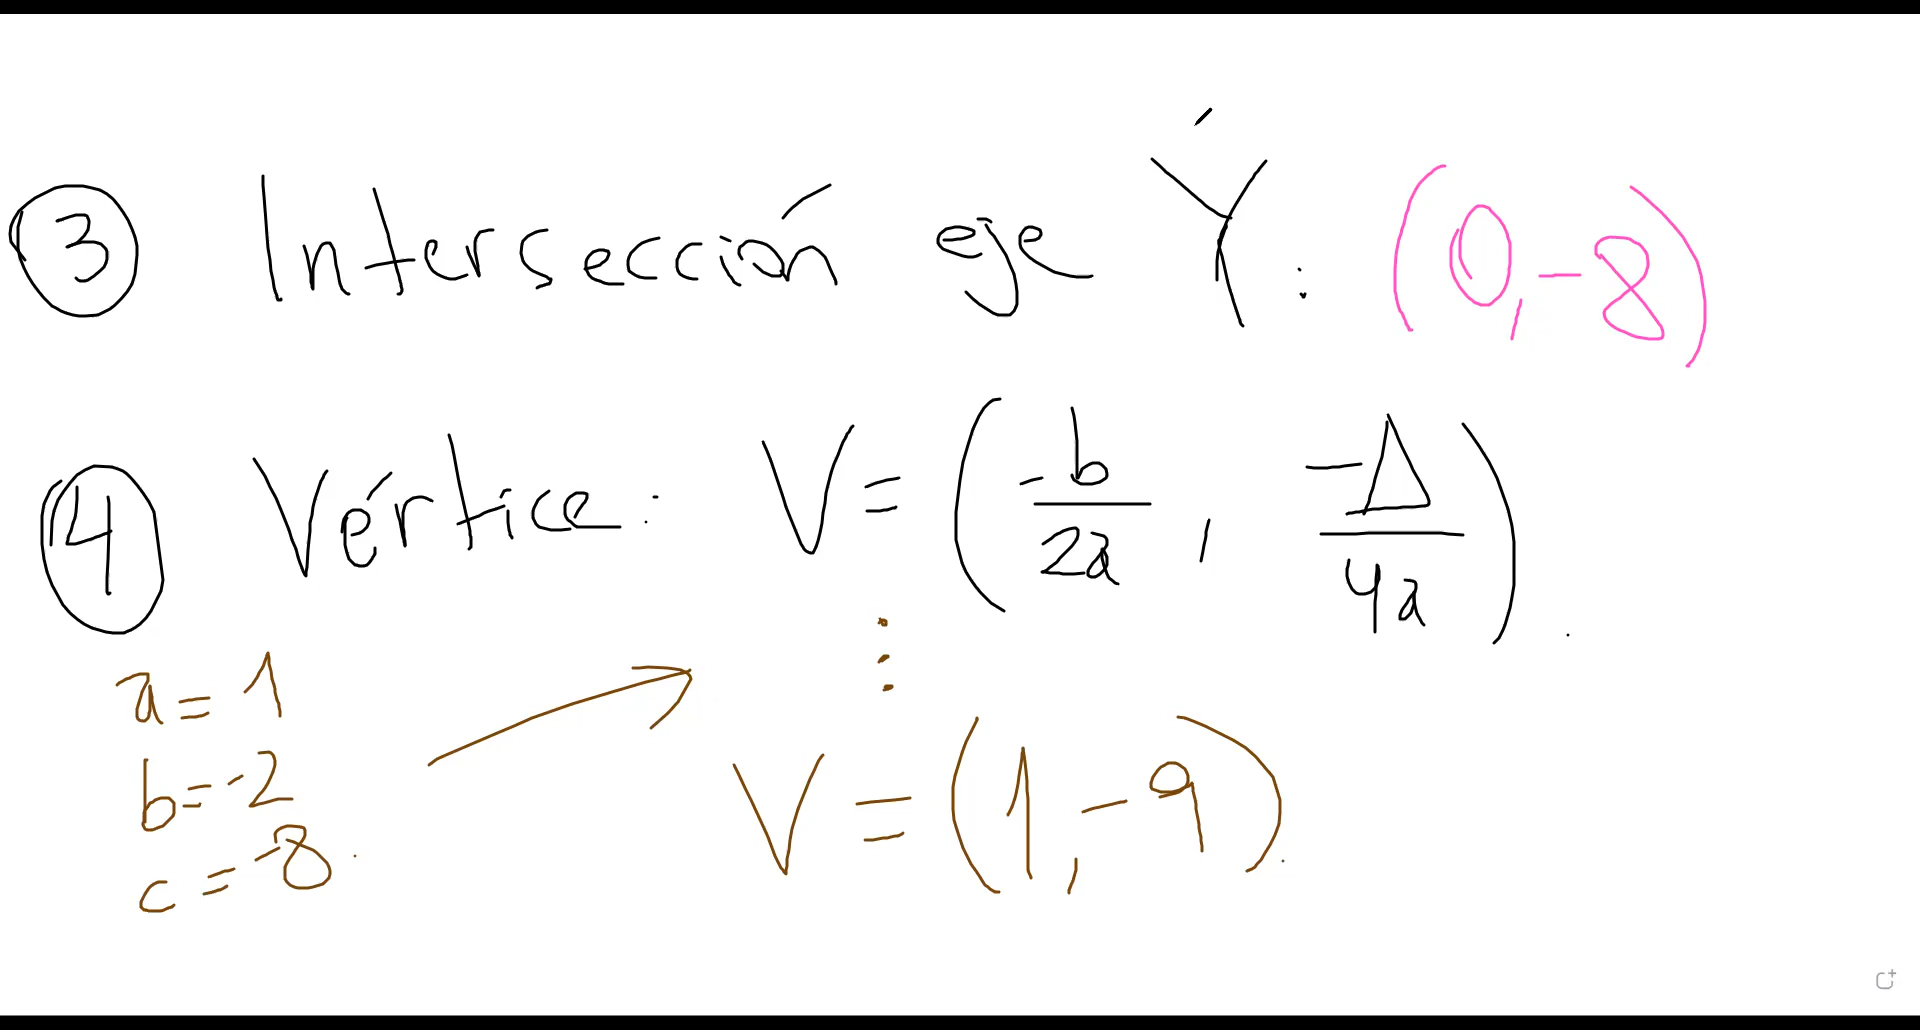 ③ Intersección eje Y: (0,-8)
④ Vértice: V = (-b/2a, -Δ/4a).
a = 1
b = -2
c = -8.
⋮
V = (1,-9).